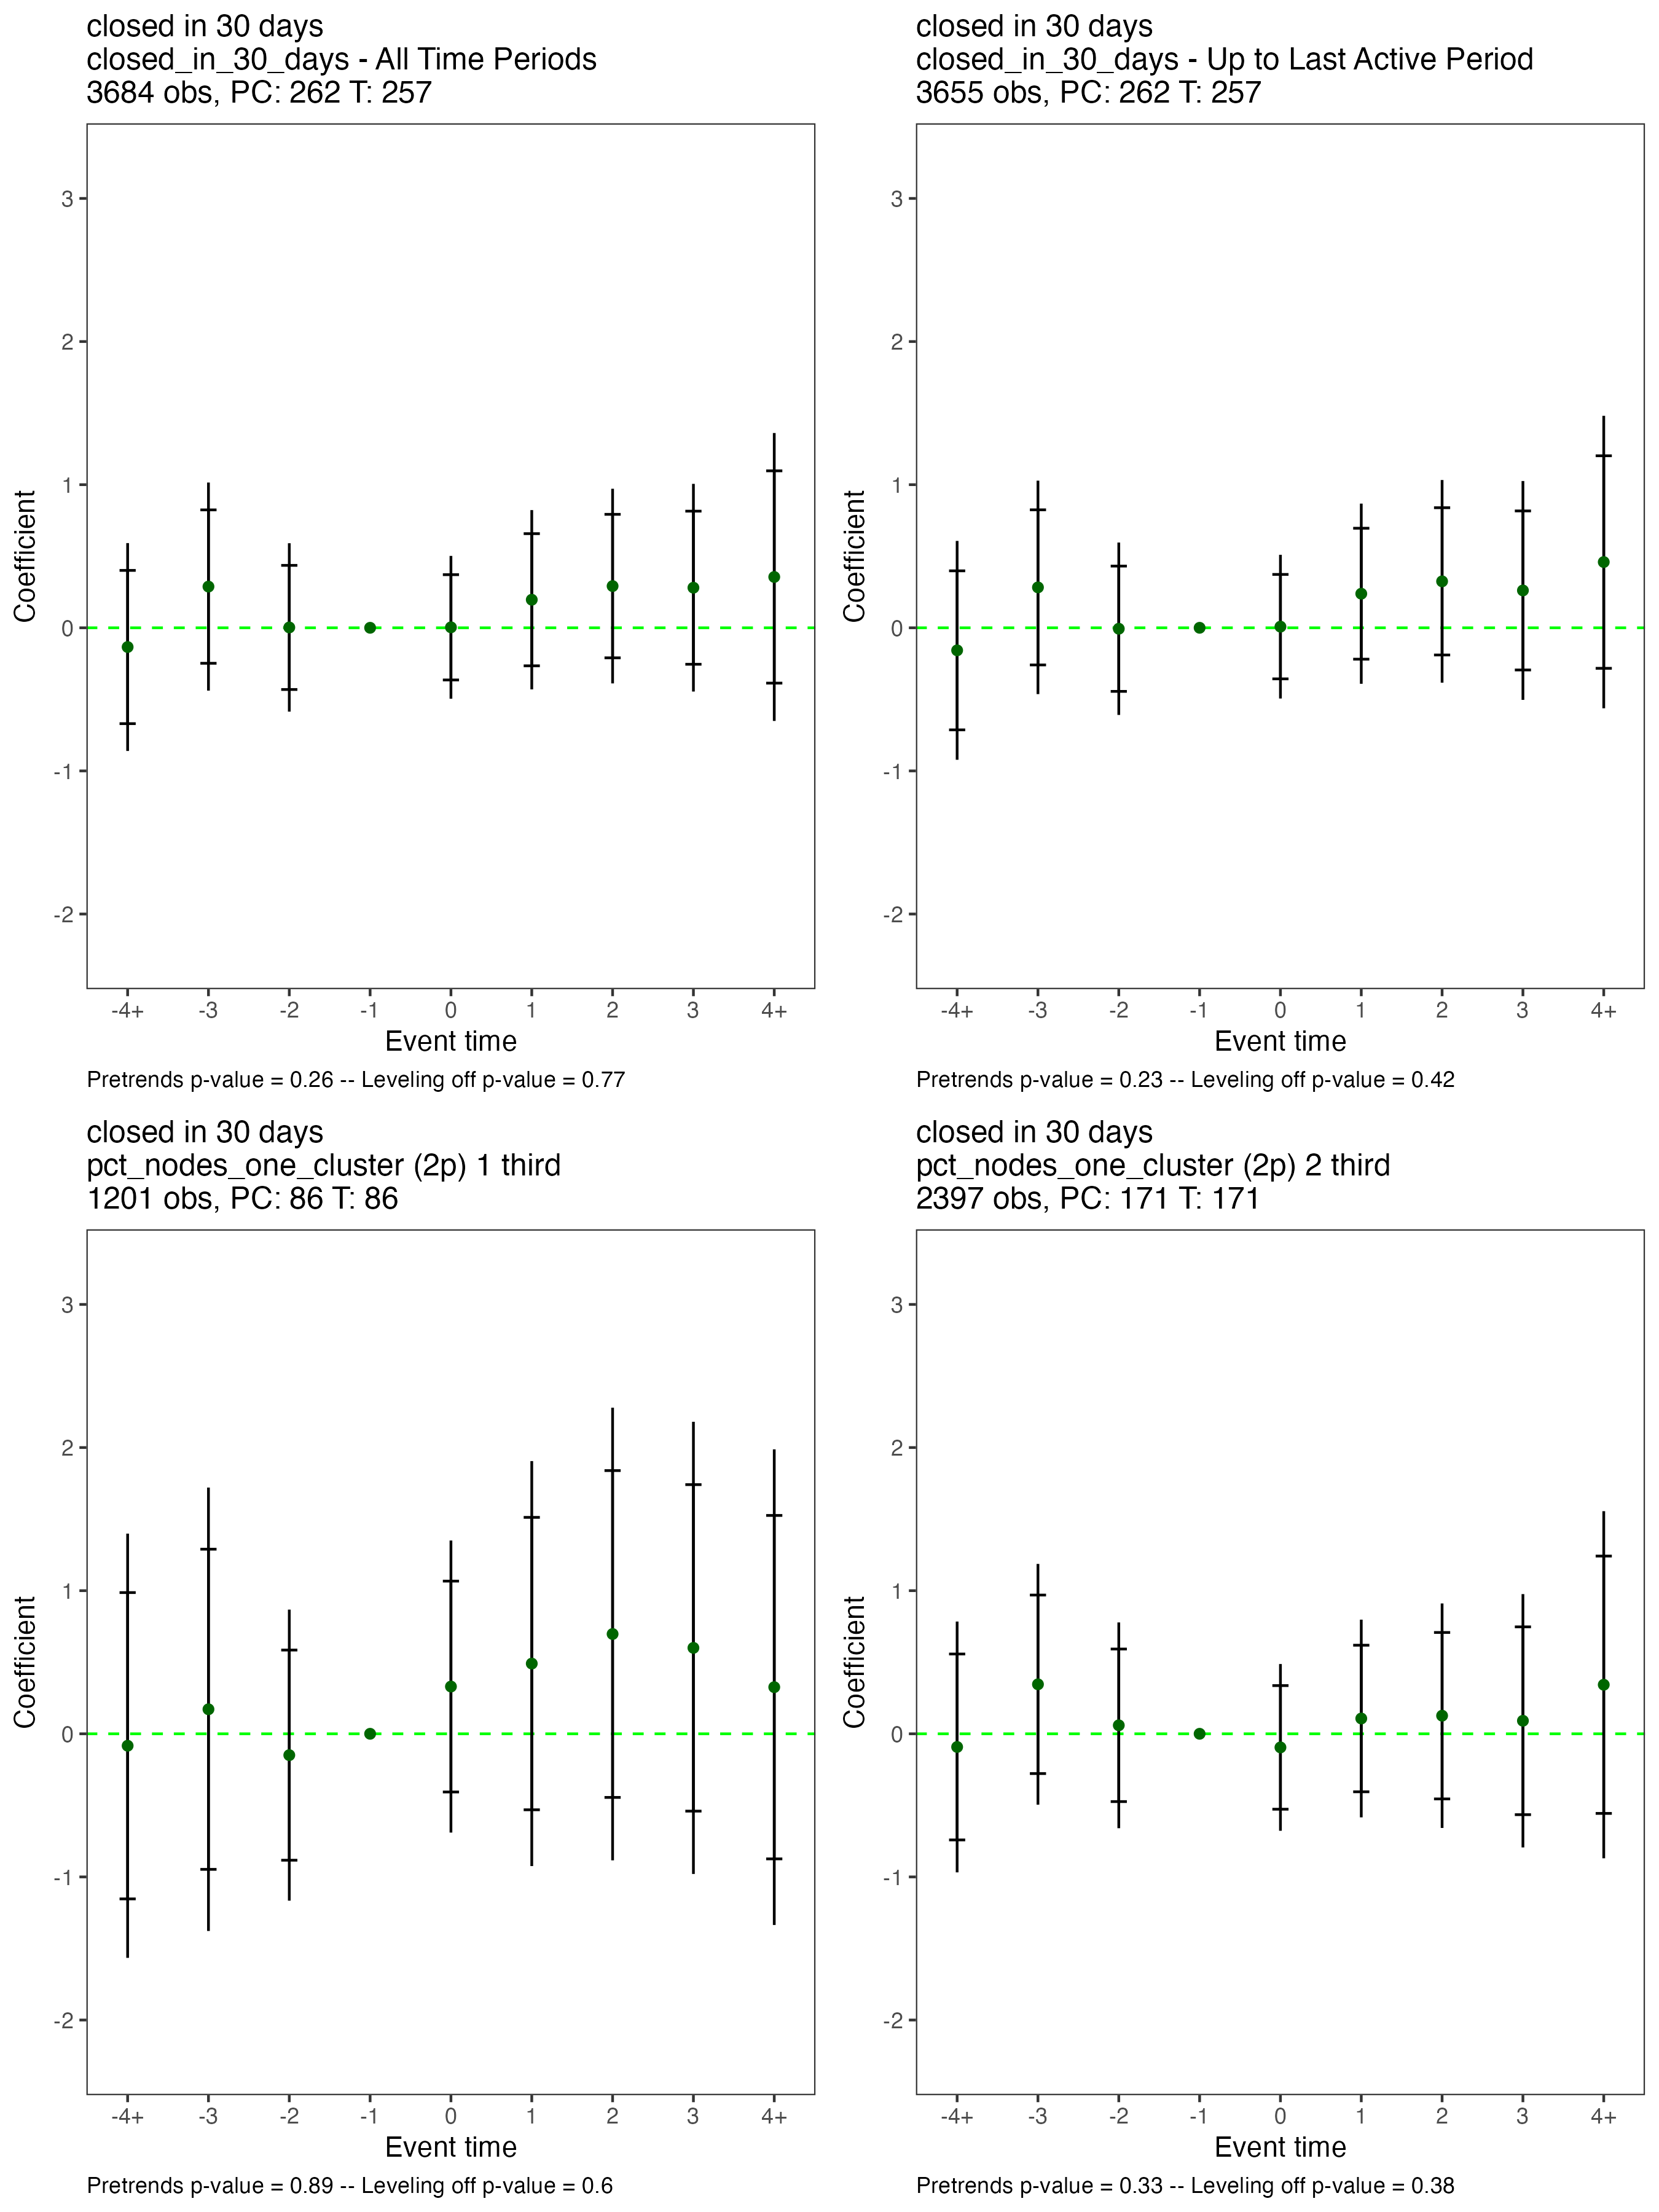 closed in 30 days
closed_in_30_days - All Time Periods
3684 obs, PC: 262 T: 257
Coefficient
3
2
1
0
-1
-2
-4+ -3 -2 -1 0 1 2 3 4+
Event time
Pretrends p-value = 0.26 -- Leveling off p-value = 0.77
closed in 30 days
closed_in_30_days - Up to Last Active Period
3655 obs, PC: 262 T: 257
Coefficient
3
2
1
0
-1
-2
-4+ -3 -2 -1 0 1 2 3 4+
Event time
Pretrends p-value = 0.23 -- Leveling off p-value = 0.42
closed in 30 days
pct_nodes_one_cluster (2p) 1 third
1201 obs, PC: 86 T: 86
Coefficient
3
2
1
0
-1
-2
-4+ -3 -2 -1 0 1 2 3 4+
Event time
Pretrends p-value = 0.89 -- Leveling off p-value = 0.6
closed in 30 days
pct_nodes_one_cluster (2p) 2 third
2397 obs, PC: 171 T: 171
Coefficient
3
2
1
0
-1
-2
-4+ -3 -2 -1 0 1 2 3 4+
Event time
Pretrends p-value = 0.33 -- Leveling off p-value = 0.38